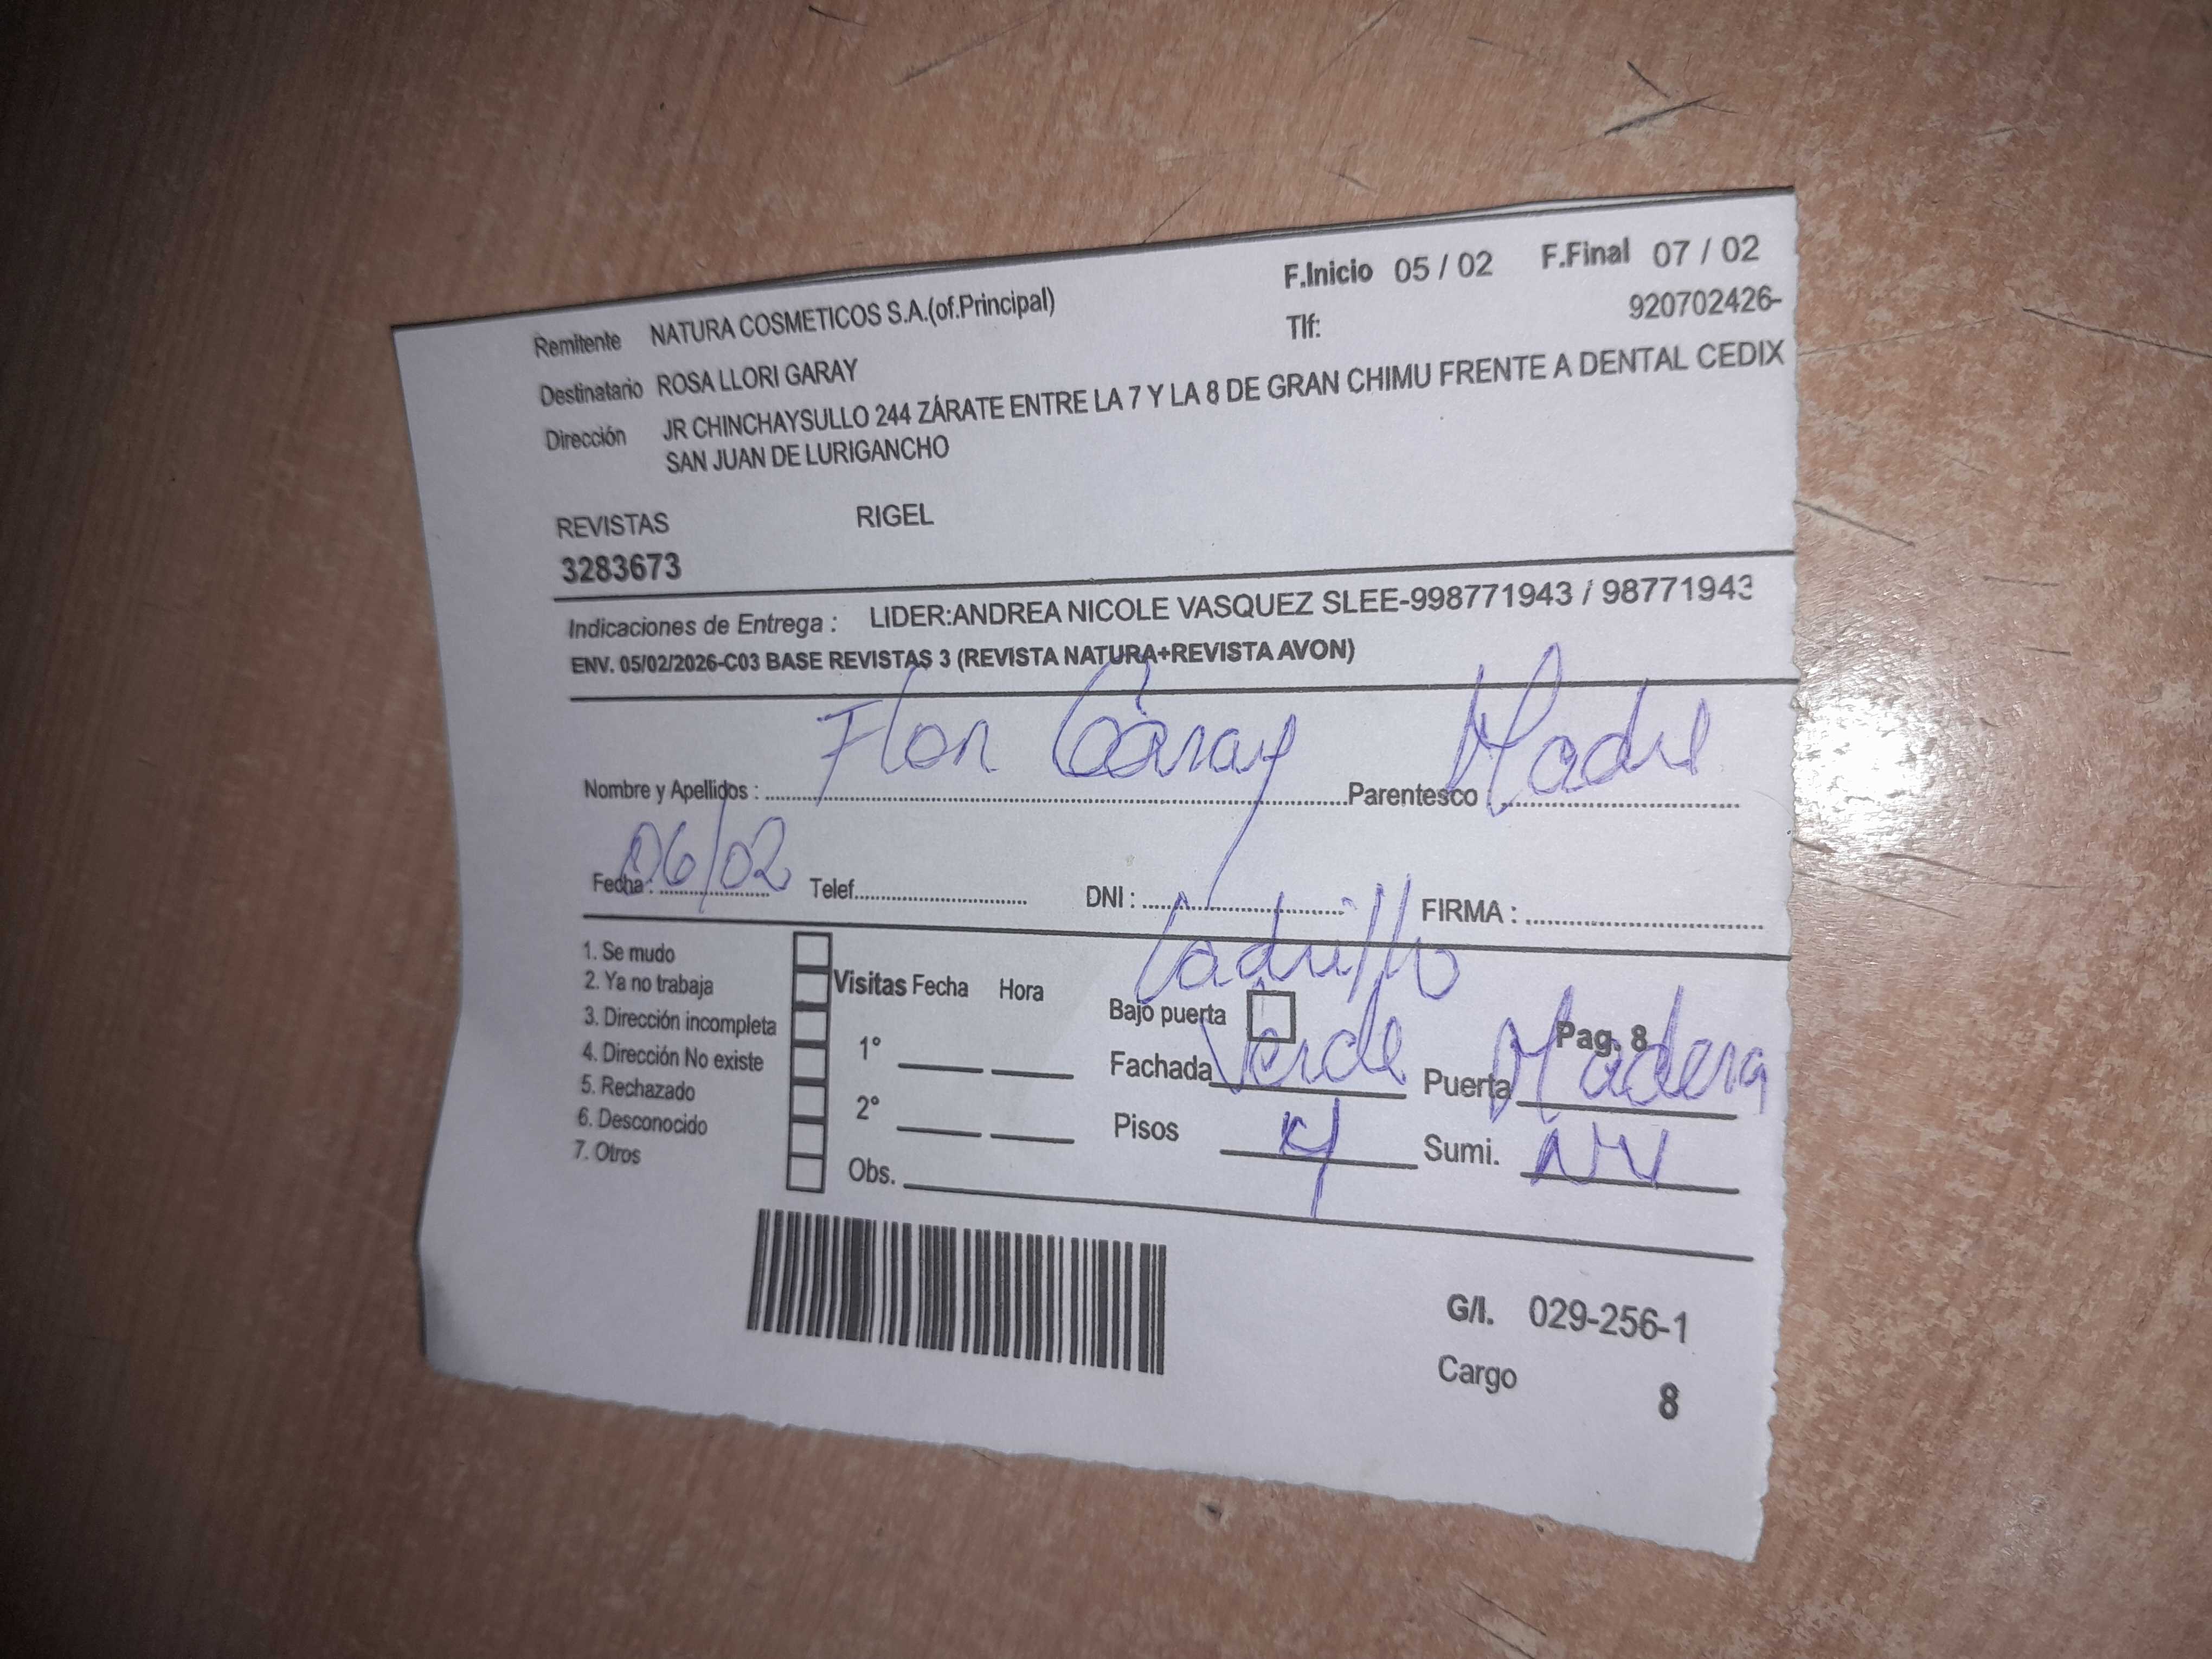 F.Inicio 05 / 02 F.Final 07 / 02
Remitente NATURA COSMETICOS S.A.(of.Principal) Tlf: 920702426-
Destinatario ROSA LLORI GARAY
Dirección JR CHINCHAYSULLO 244 ZÁRATE ENTRE LA 7 Y LA 8 DE GRAN CHIMU FRENTE A DENTAL CEDIX
SAN JUAN DE LURIGANCHO
REVISTAS RIGEL
3283673
Indicaciones de Entrega : LIDER:ANDREA NICOLE VASQUEZ SLEE-998771943 / 98771943
ENV. 05/02/2026-C03 BASE REVISTAS 3 (REVISTA NATURA+REVISTA AVON)
Nombre y Apellidos : Flor Garay Parentesco Madre
Fecha : 06/02 Telef. DNI : FIRMA :
1. Se mudo
2. Ya no trabaja
3. Dirección incompleta
4. Dirección No existe
5. Rechazado
6. Desconocido
7. Otros
Visitas Fecha Hora
1°
2°
Obs.
Ladrillo
Bajo puerta Pag. 8
Fachada Verde Puerta Madera
Pisos 4 Sumi. NV
G/I. 029-256-1
Cargo 8